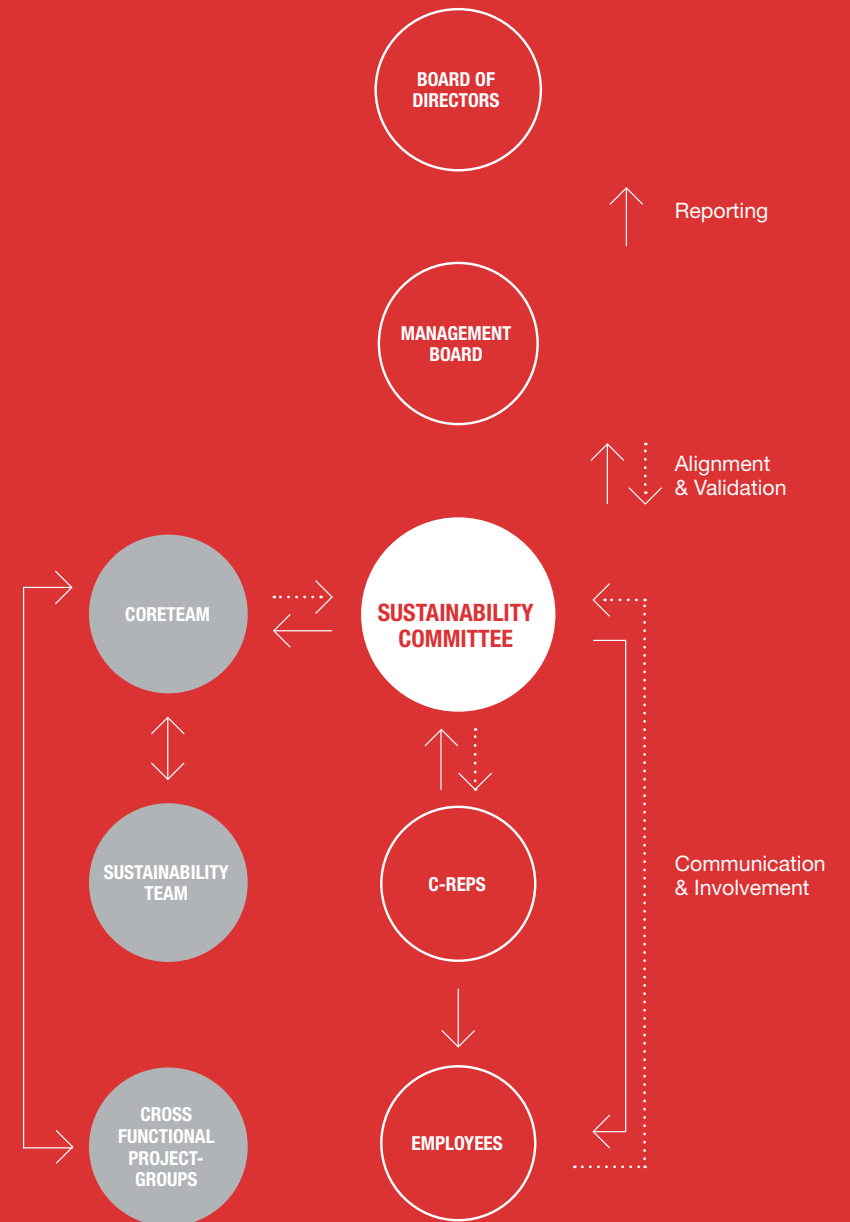 BOARD OF
DIRECTORS
Reporting
MANAGEMENT
BOARD
Alignment
& Validation
CORETEAM
SUSTAINABILITY
COMMITTEE
SUSTAINABILITY
TEAM
C-REPS
Communication
& Involvement
CROSS
FUNCTIONAL
PROJECT-
GROUPS
EMPLOYEES